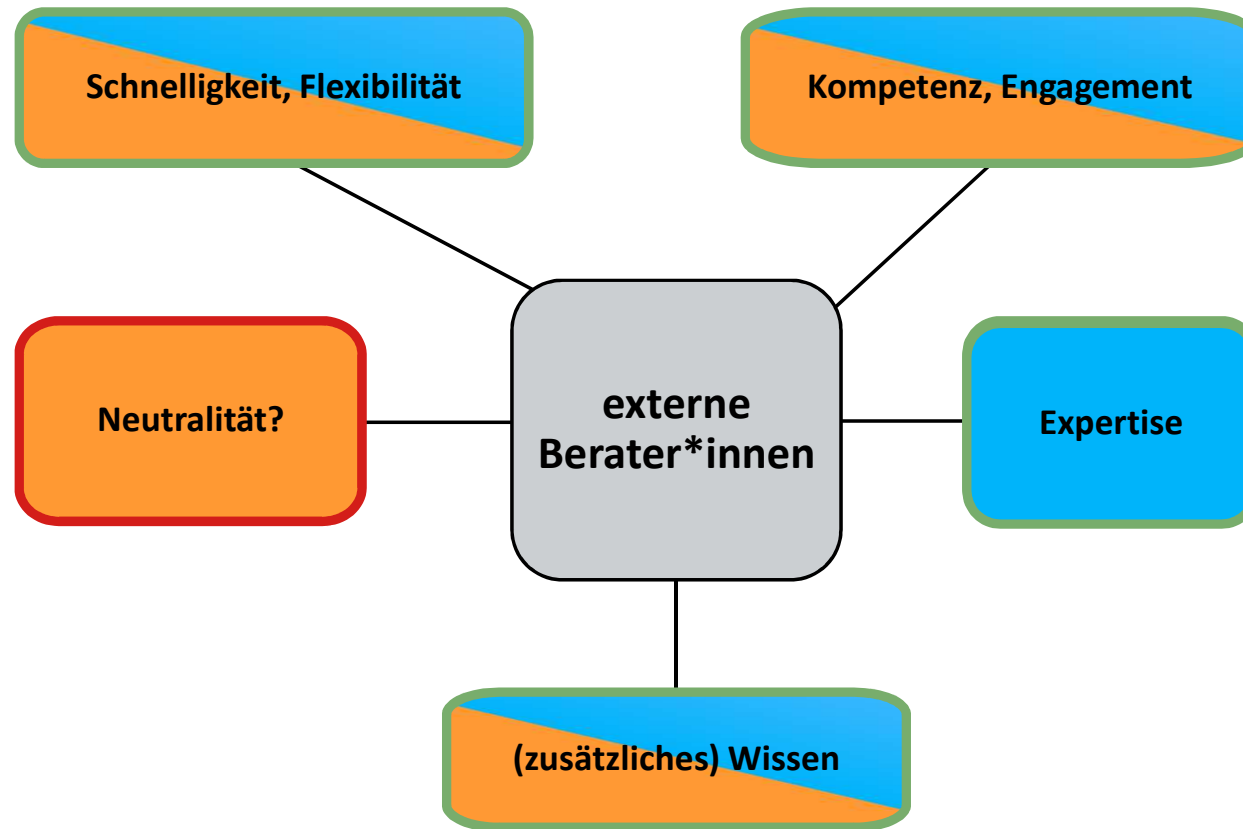 Schnelligkeit, Flexibilität
Kompetenz, Engagement
Neutralität?
externe
Berater*innen
Expertise
(zusätzliches) Wissen